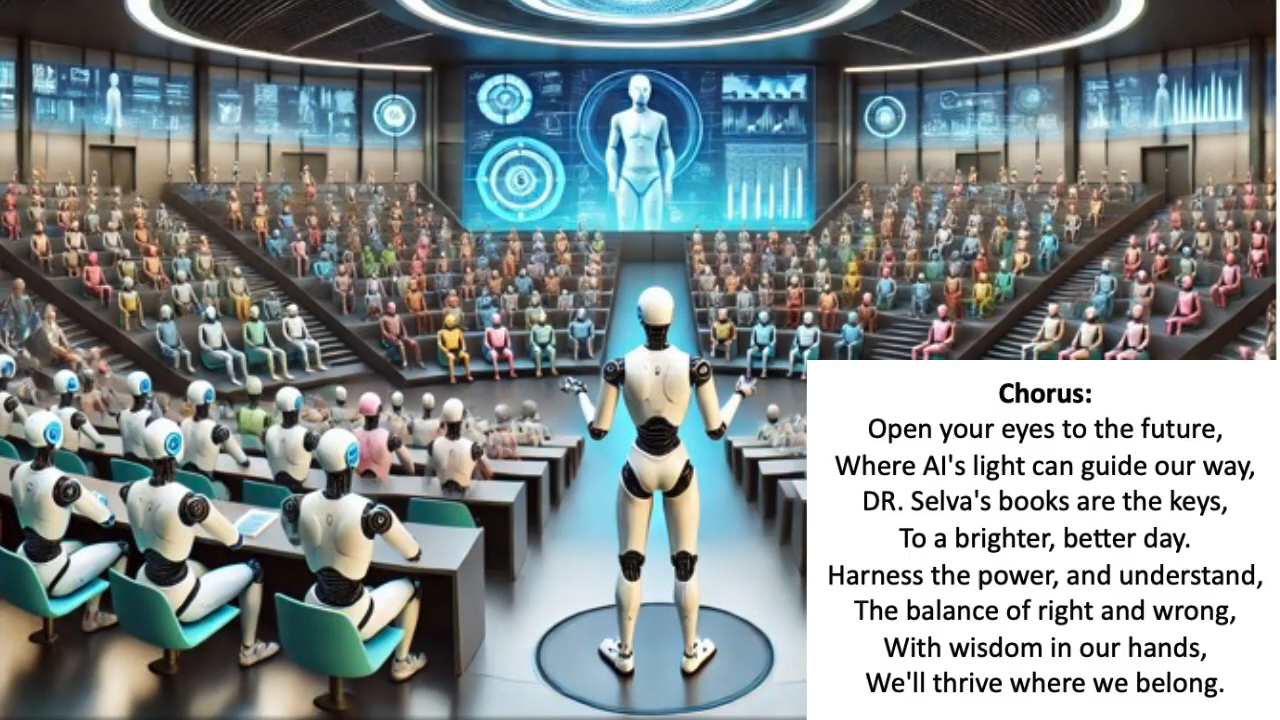 Chorus:
Open your eyes to the future,
Where AI's light can guide our way,
DR. Selva's books are the keys,
To a brighter, better day.
Harness the power, and understand,
The balance of right and wrong,
With wisdom in our hands,
We'll thrive where we belong.